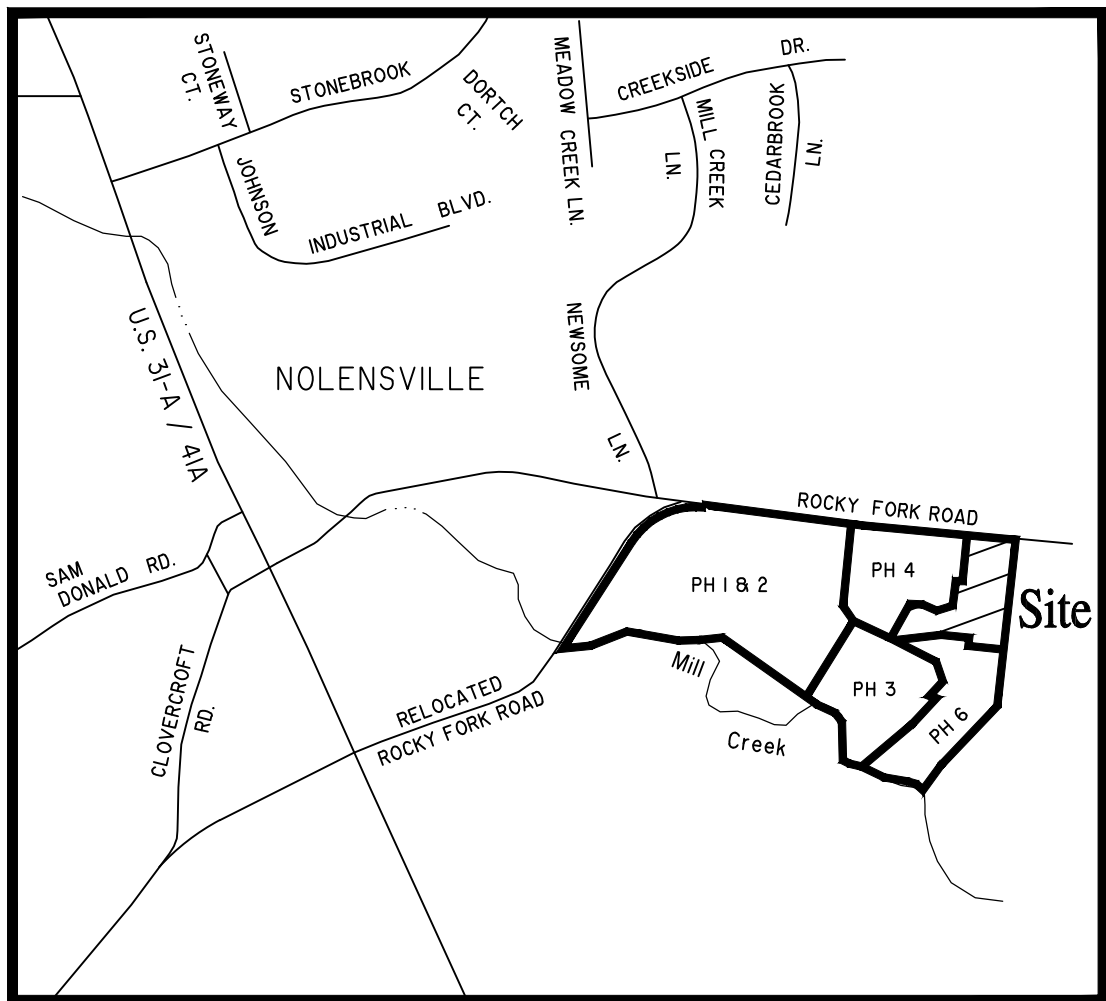 STONEWAY
CT.
STONEBROOK
DORTCH
CT.
MEADOW CREEK LN.
CREEKSIDE DR.
MILL CREEK
LN.
CEDARBROOK
LN.
JOHNSON
INDUSTRIAL BLVD.
U.S. 31-A / 41A
NOLENSVILLE
NEWSOME
LN.
SAM
DONALD RD.
ROCKY FORK ROAD
PH 1 & 2
PH 4
Site
Mill
Creek
PH 3
PH 6
CLOVERCROFT
RD.
RELOCATED
ROCKY FORK ROAD